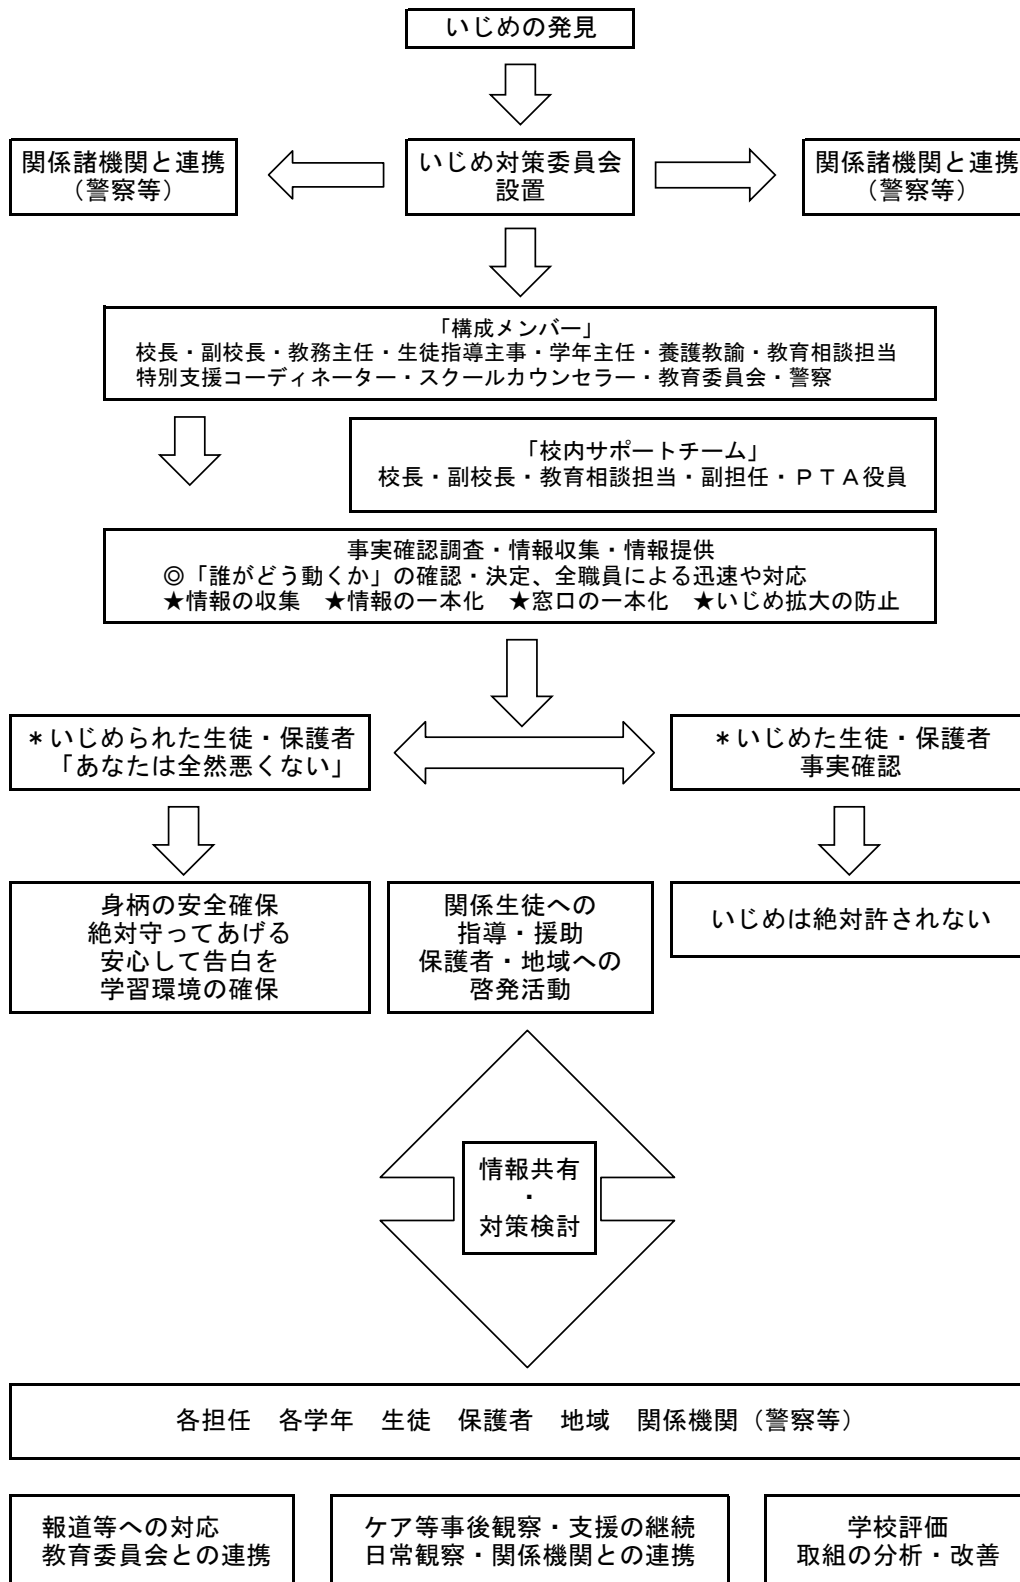 いじめの発見
関係諸機関と連携
（警察等）
いじめ対策委員会
設置
関係諸機関と連携
（警察等）
「構成メンバー」
校長・副校長・教務主任・生徒指導主事・学年主任・養護教諭・教育相談担当
特別支援コーディネーター・スクールカウンセラー・教育委員会・警察
「校内サポートチーム」
校長・副校長・教育相談担当・副担任・ＰＴＡ役員
事実確認調査・情報収集・情報提供
◎「誰がどう動くか」の確認・決定、全職員による迅速や対応
★情報の収集　★情報の一本化　★窓口の一本化　★いじめ拡大の防止
＊いじめられた生徒・保護者
「あなたは全然悪くない」
＊いじめた生徒・保護者
事実確認
身柄の安全確保
絶対守ってあげる
安心して告白を
学習環境の確保
関係生徒への
指導・援助
保護者・地域への
啓発活動
いじめは絶対許されない
情報共有
・
対策検討
各担任　各学年　生徒　保護者　地域　関係機関（警察等）
報道等への対応
教育委員会との連携
ケア等事後観察・支援の継続
日常観察・関係機関との連携
学校評価
取組の分析・改善